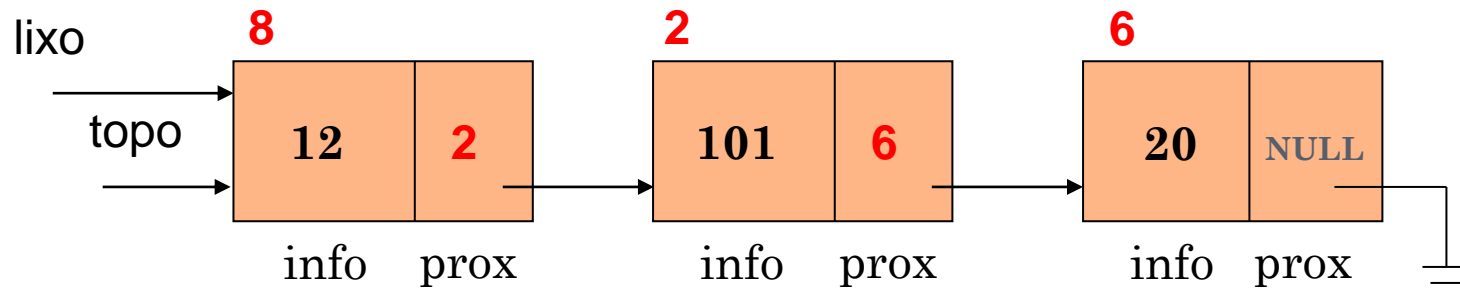 8 2 6
lixo
topo
12 2 101 6 20 NULL
info prox info prox info prox